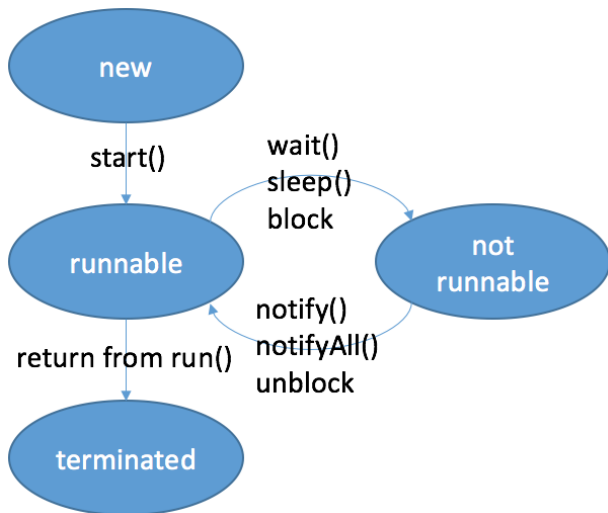 new
start()
wait()
sleep()
block
runnable
not
runnable
notify()
notifyAll()
unblock
return from run()
terminated